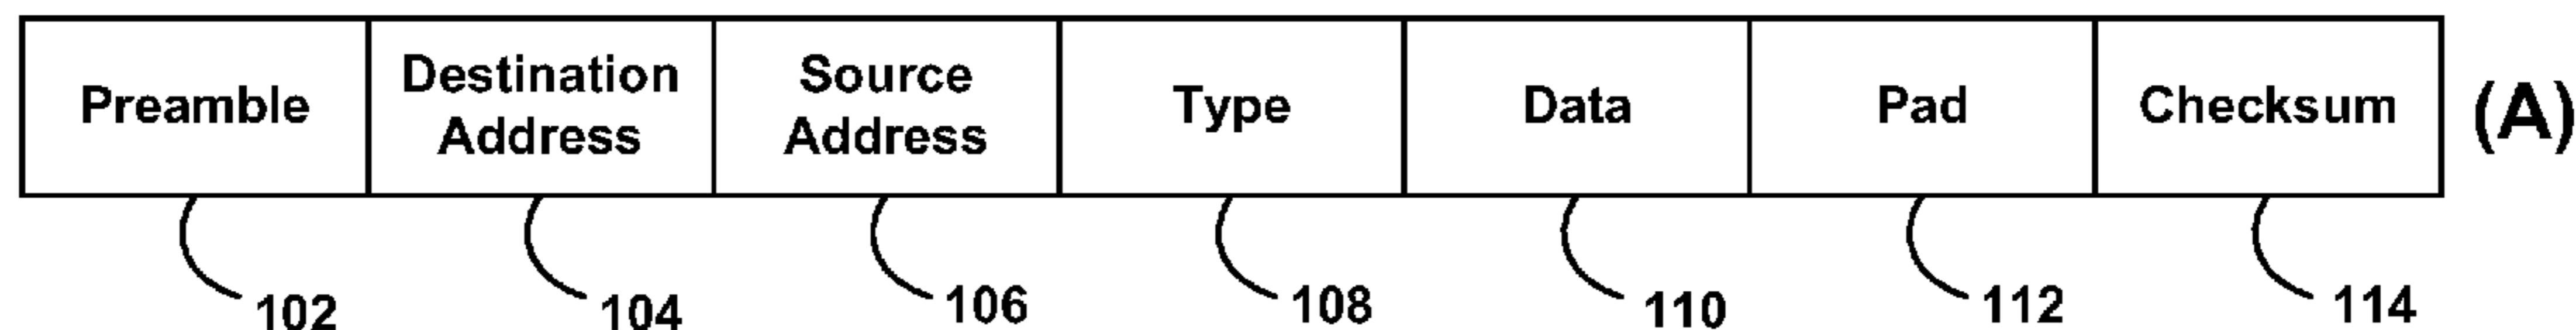 Preamble
Destination
Address
Source
Address
Type
Data
Pad
Checksum
(A)
102
104
106
108
110
112
114